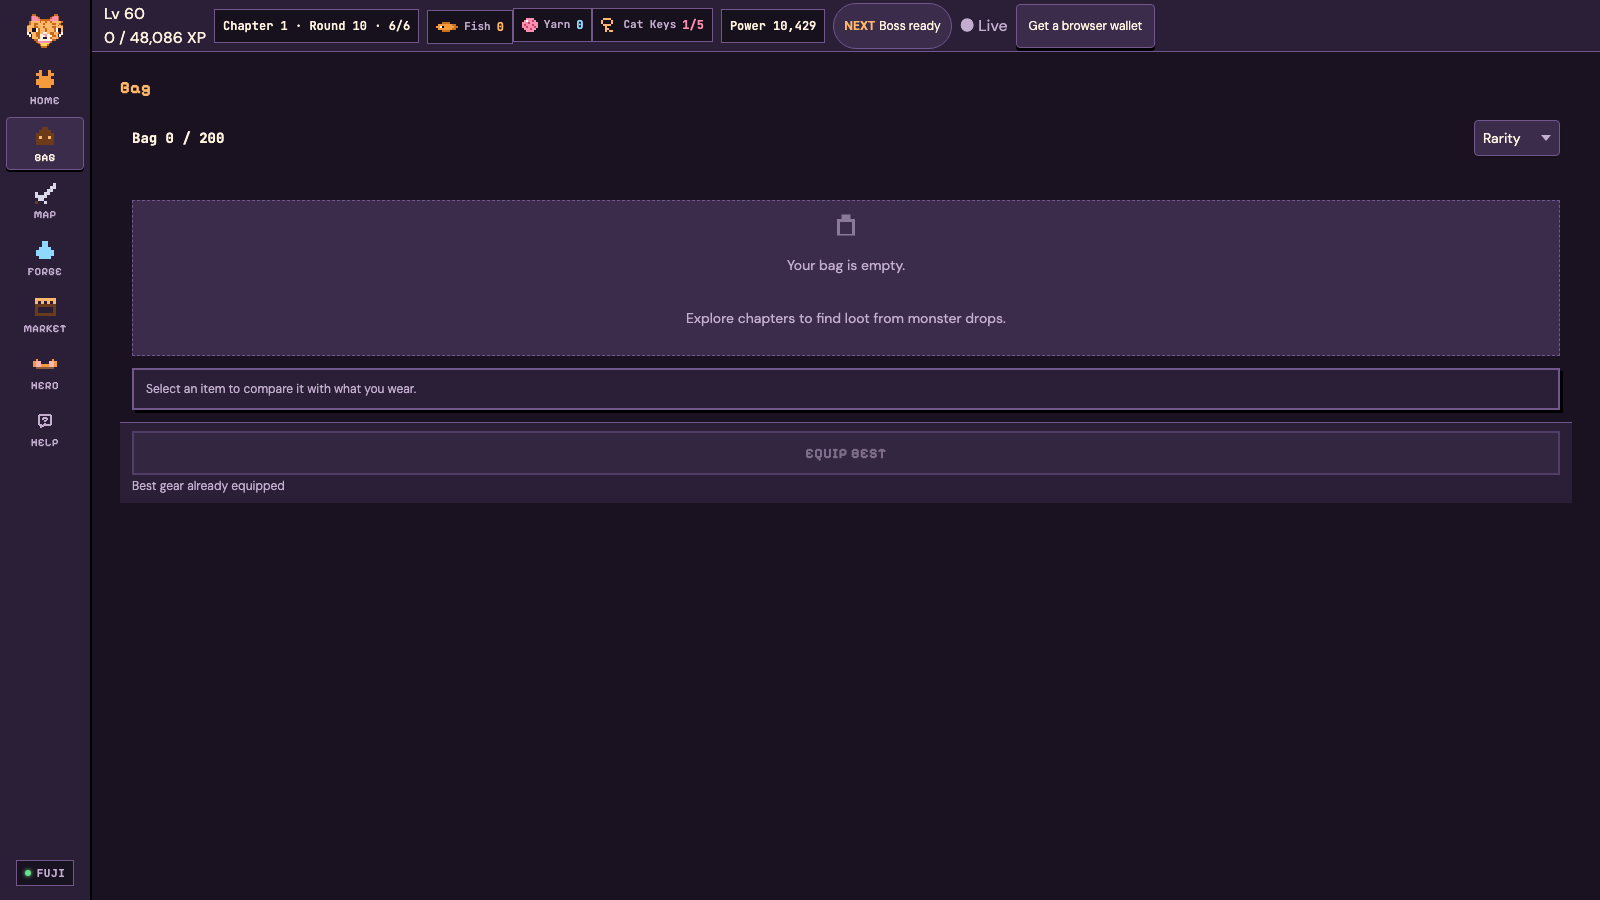 Lv 60
0 / 48,086 XP
Chapter 1 · Round 10 · 6/6
Fish 0
Yarn 0
Cat Keys 1/5
Power 10,429
NEXT Boss ready
Live
Get a browser wallet
HOME
BAG
MAP
FORGE
MARKET
HERO
HELP
FUJI
Bag
Bag 0 / 200
Rarity
Your bag is empty.
Explore chapters to find loot from monster drops.
Select an item to compare it with what you wear.
EQUIP BEST
Best gear already equipped